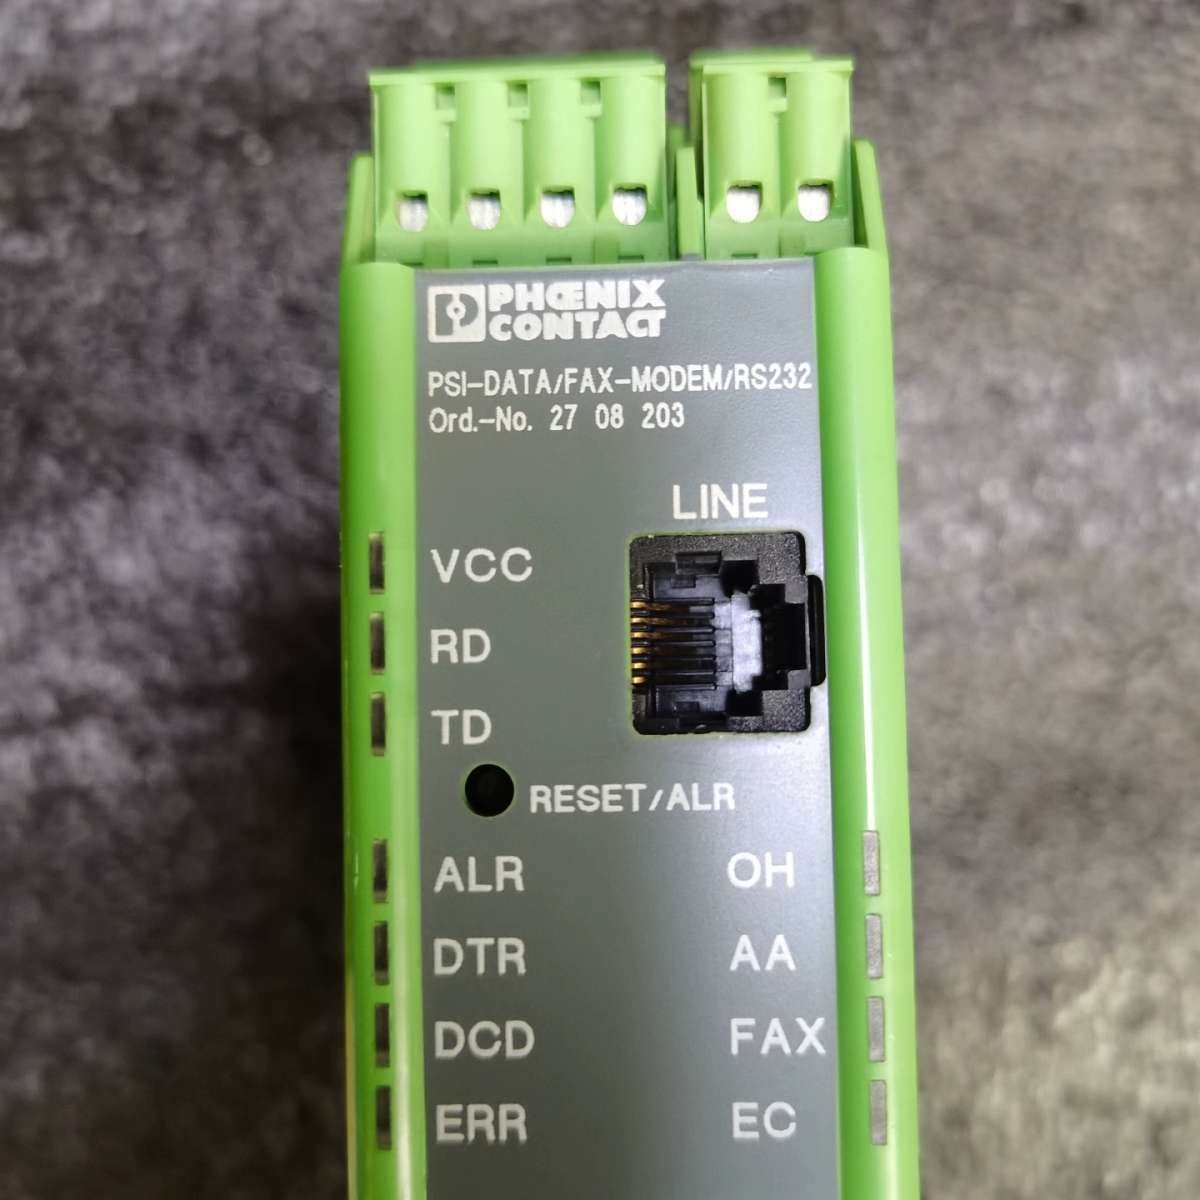 PHŒNIX
CONTACT
PSI-DATA/FAX-MODEM/RS232
Ord.-No. 27 08 203
LINE
VCC
RD
TD
RESET/ALR
ALR OH
DTR AA
DCD FAX
ERR EC